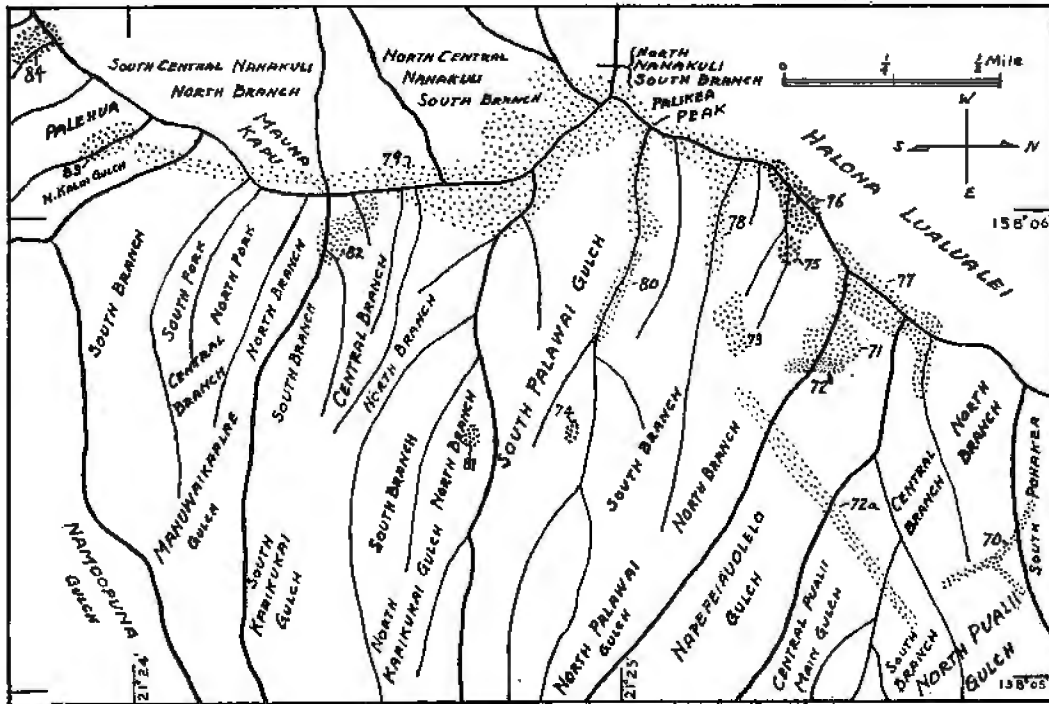 84
SOUTH CENTRAL NANAKULI
NORTH BRANCH
NORTH CENTRAL
NANAKULI
SOUTH BRANCH
NORTH
NANAKULI
SOUTH BRANCH
PALIKEA
PEAK
0
1/4
1/2 Mile
W
S
N
E
PALEHUA
83
N. KALOI GULCH
MAUNA
KAPU
79
HALONA
LUALUALEI
158° 06'
76
78
75
77
82
80
73
71
72
SOUTH BRANCH
SOUTH FORK
NORTH FORK
CENTRAL
BRANCH
NORTH BRANCH
MANUWAIKAALAE
GULCH
SOUTH BRANCH
CENTRAL BRANCH
NORTH BRANCH
SOUTH PALAWAI GULCH
74
81
SOUTH BRANCH
NORTH BRANCH
SOUTH BRANCH
NORTH BRANCH
72a
CENTRAL
BRANCH
NORTH
BRANCH
70
SOUTH POHAKEA
NAMOOPUNA
GULCH
SOUTH
KARIKUKAI
GULCH
NORTH
KARIKUKAI GULCH
NORTH PALAWAI
GULCH
NAPEPEIAUOLELO
GULCH
CENTRAL PUALII
MAIN GULCH
SOUTH
BRANCH
NORTH PUALII
GULCH
21° 24
21° 25
138° 05'